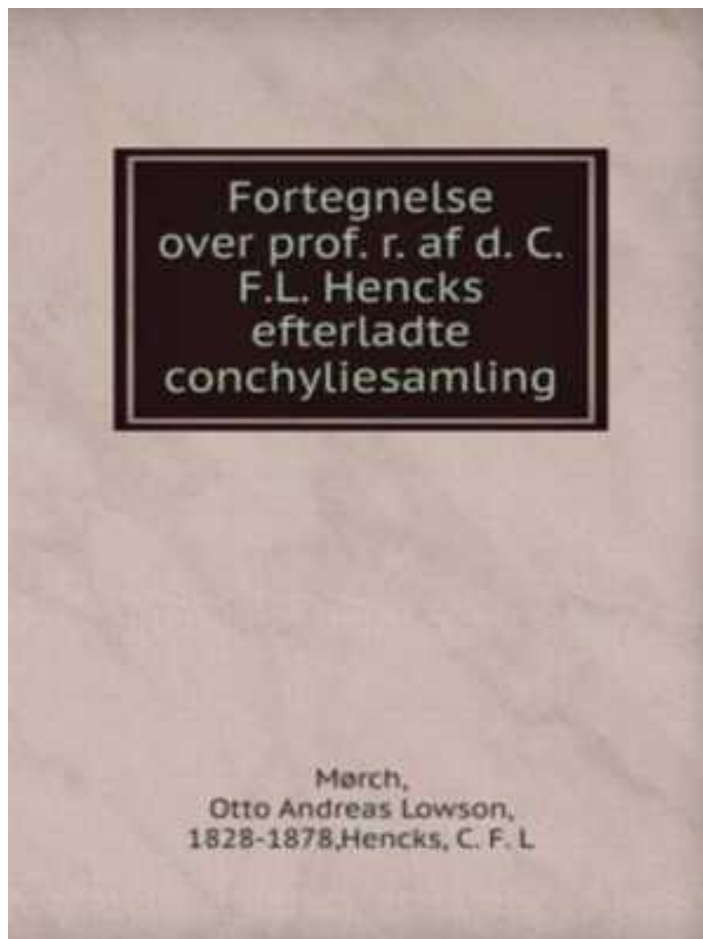 Fortegnelse
over prof. r. af d. C.
F.L. Hencks
efterladte
conchyliesamling
Mørch,
Otto Andreas Lowson,
1828-1878,Hencks, C. F. L